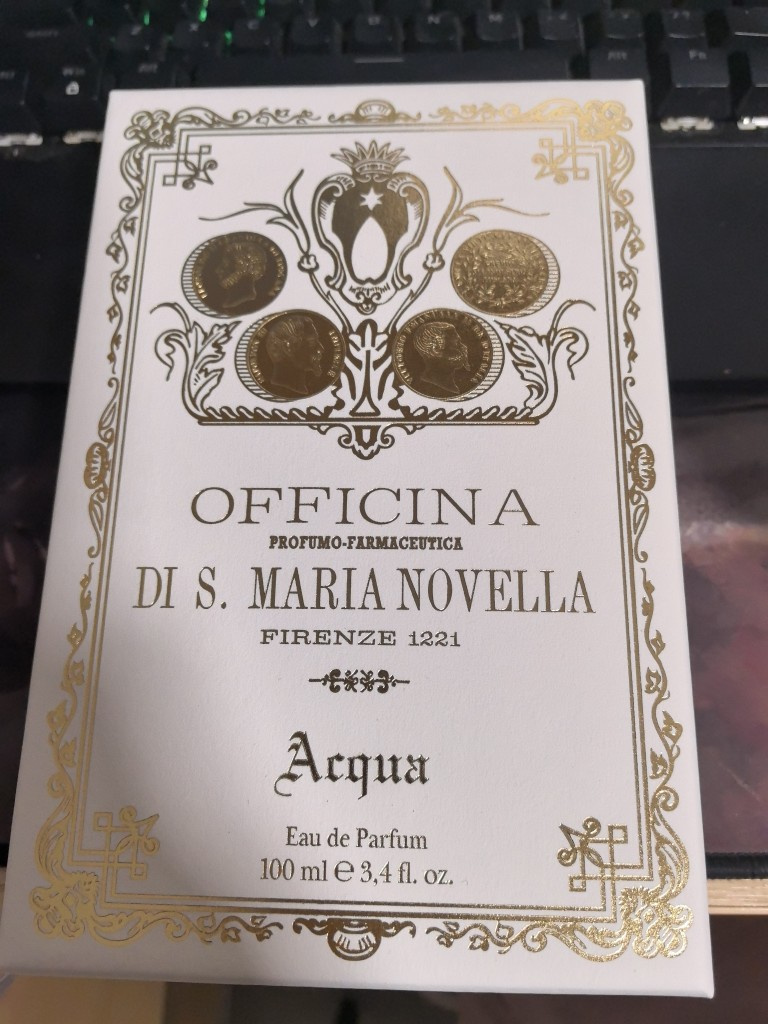 OFFICINA
PROFUMO-FARMACEUTICA
DI S. MARIA NOVELLA
FIRENZE 1221
Acqua
Eau de Parfum
100 ml ℮ 3,4 fl. oz.